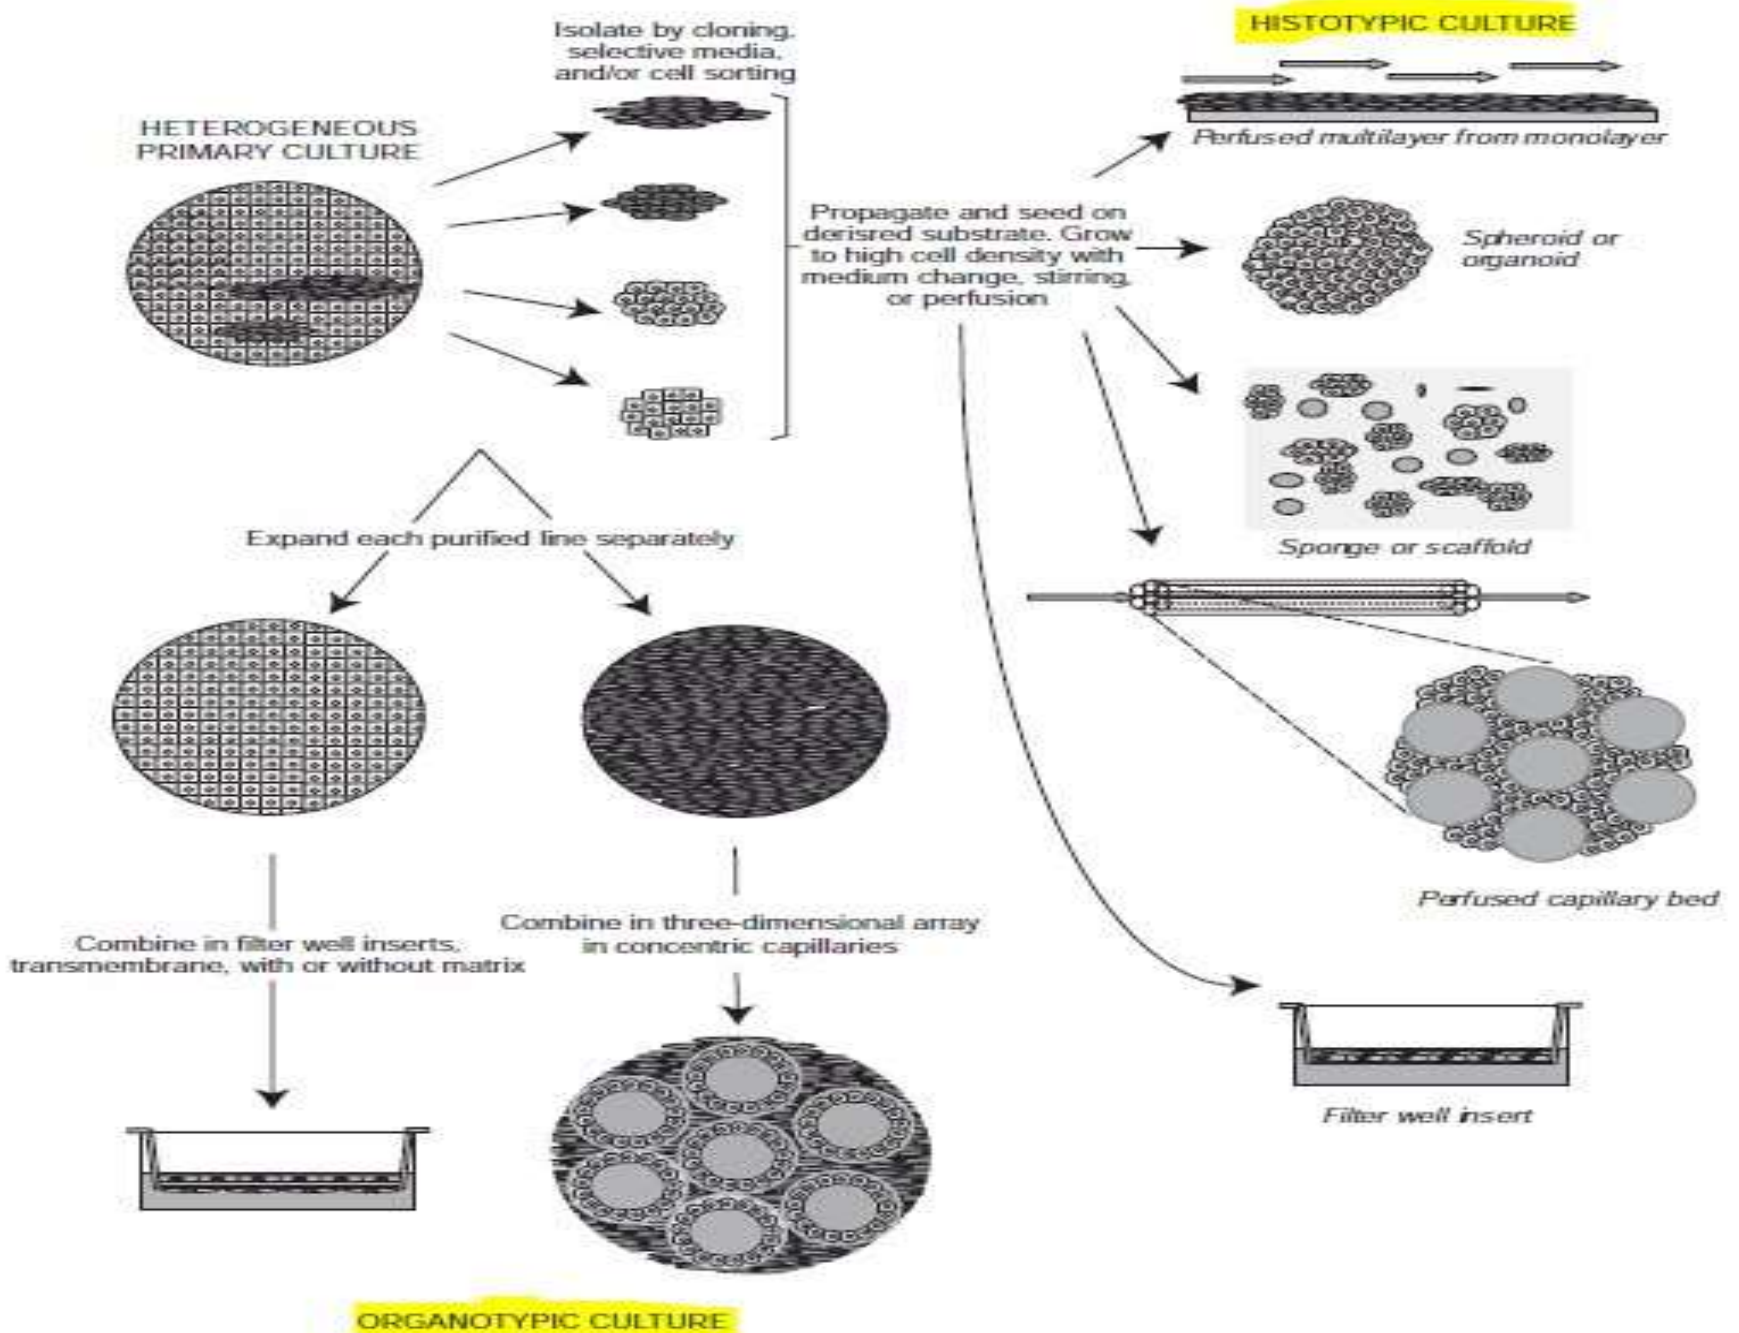 Isolate by cloning,
selective media,
and/or cell sorting
HETEROGENEOUS
PRIMARY CULTURE
HISTOTYPIC CULTURE
Perfused multilayer from monolayer
Propagate and seed on
derisred substrate. Grow
to high cell density with
medium change, stirring,
or perfusion
Spheroid or
organoid
Sponge or scaffold
Expand each purified line separately
Perfused capillary bed
Combine in filter well inserts,
transmembrane, with or without matrix
Combine in three-dimensional array
in concentric capillaries
Filter well insert
ORGANOTYPIC CULTURE